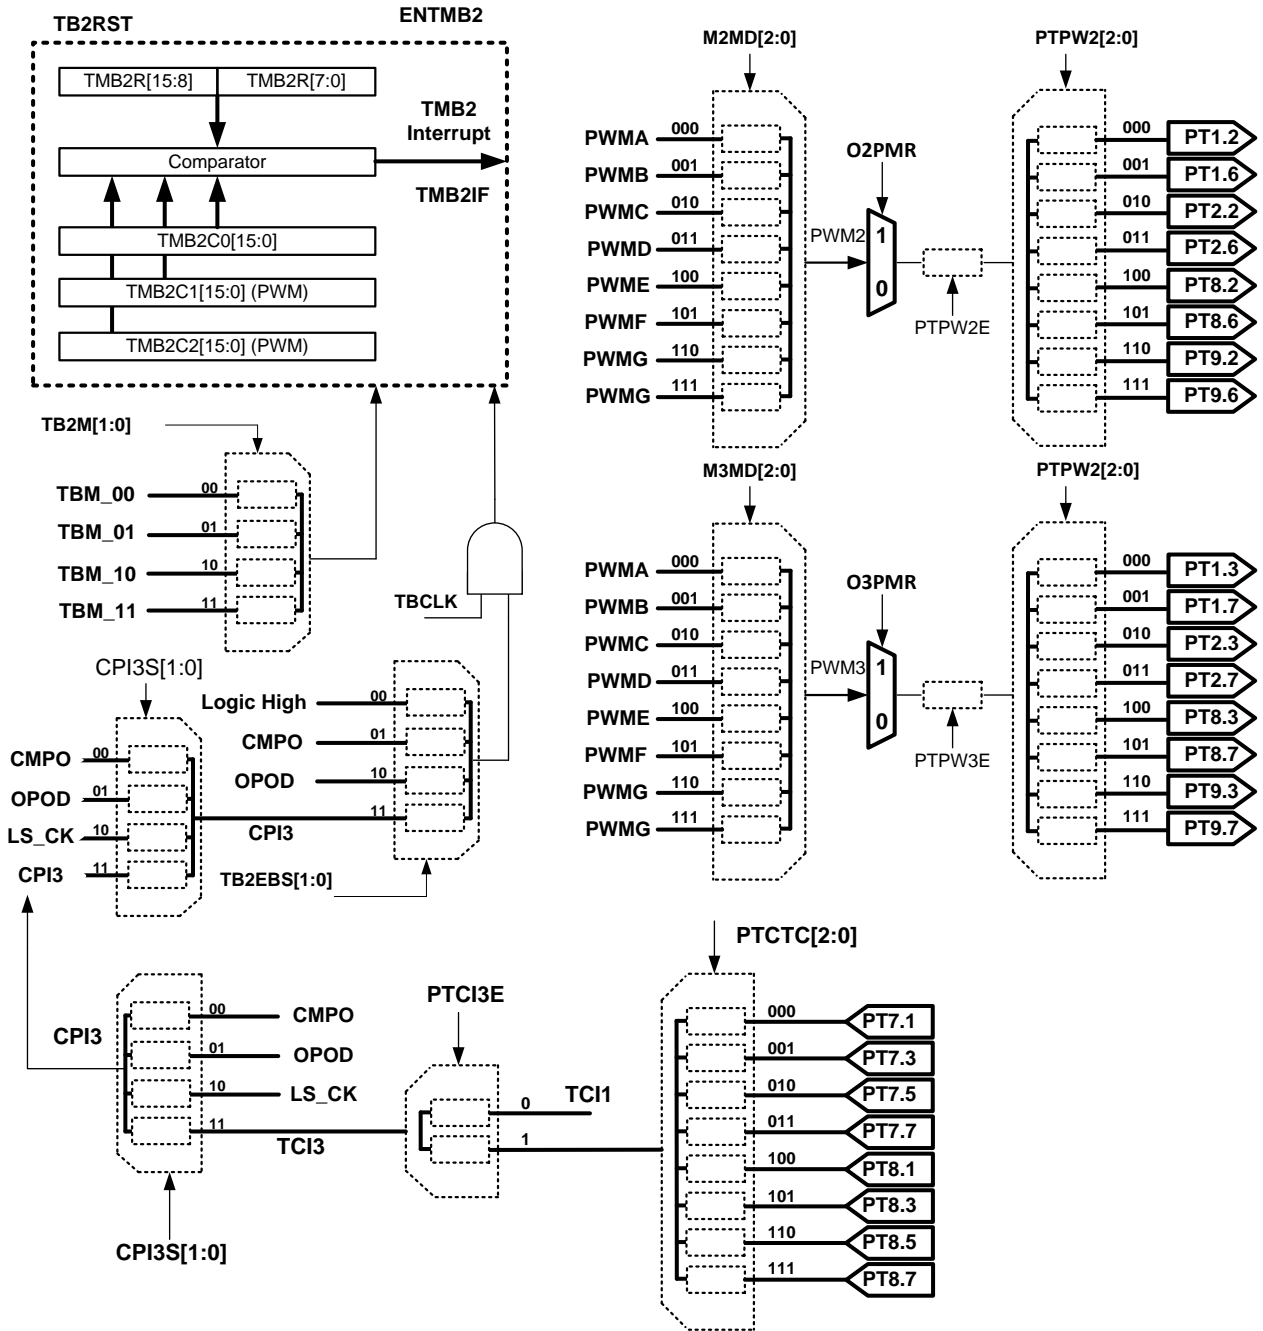 TB2RST
ENTMB2
TMB2R[15:8]
TMB2R[7:0]
TMB2
Interrupt
Comparator
TMB2IF
TMB2C0[15:0]
TMB2C1[15:0] (PWM)
TMB2C2[15:0] (PWM)
TB2M[1:0]
TBM_00 00
TBM_01 01
TBM_10 10
TBM_11 11
TBCLK
CPI3S[1:0]
CMPO 00
OPOD 01
LS_CK 10
CPI3 11
Logic High 00
CMPO 01
OPOD 10
CPI3 11
TB2EBS[1:0]
M2MD[2:0]
PWMA 000
PWMB 001
PWMC 010
PWMD 011
PWME 100
PWMF 101
PWMG 110
PWMG 111
O2PMR
PWM2
1
0
PTPW2E
PTPW2[2:0]
000 PT1.2
001 PT1.6
010 PT2.2
011 PT2.6
100 PT8.2
101 PT8.6
110 PT9.2
111 PT9.6
M3MD[2:0]
PWMA 000
PWMB 001
PWMC 010
PWMD 011
PWME 100
PWMF 101
PWMG 110
PWMG 111
O3PMR
PWM3
1
0
PTPW3E
PTPW2[2:0]
000 PT1.3
001 PT1.7
010 PT2.3
011 PT2.7
100 PT8.3
101 PT8.7
110 PT9.3
111 PT9.7
CPI3
00 CMPO
01 OPOD
10 LS_CK
11 TCI3
CPI3S[1:0]
PTCI3E
0 TCI1
1
PTCTC[2:0]
000 PT7.1
001 PT7.3
010 PT7.5
011 PT7.7
100 PT8.1
101 PT8.3
110 PT8.5
111 PT8.7